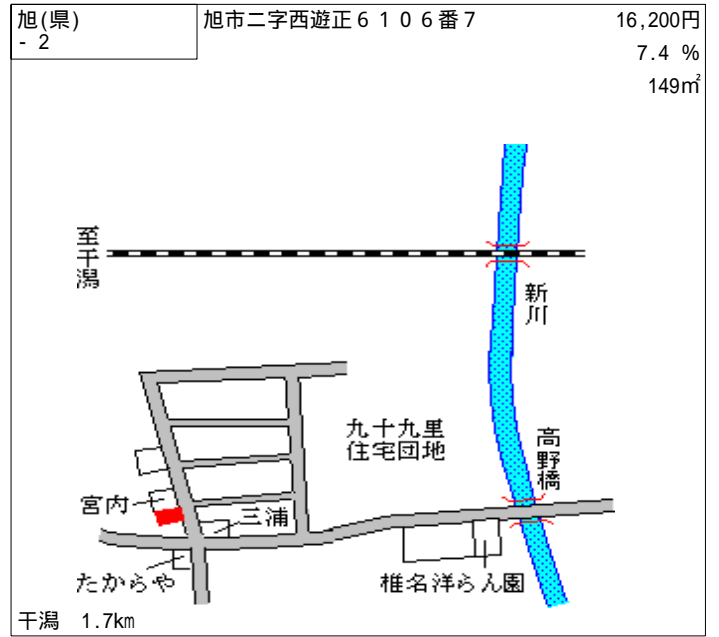 旭(県)
- 2
旭市二字西遊正６１０６番７
16,200円
7.4 %
149㎡
至干潟
新川
九十九里
住宅団地
高野橋
宮内
三浦
たからや
椎名洋らん園
干潟 1.7km